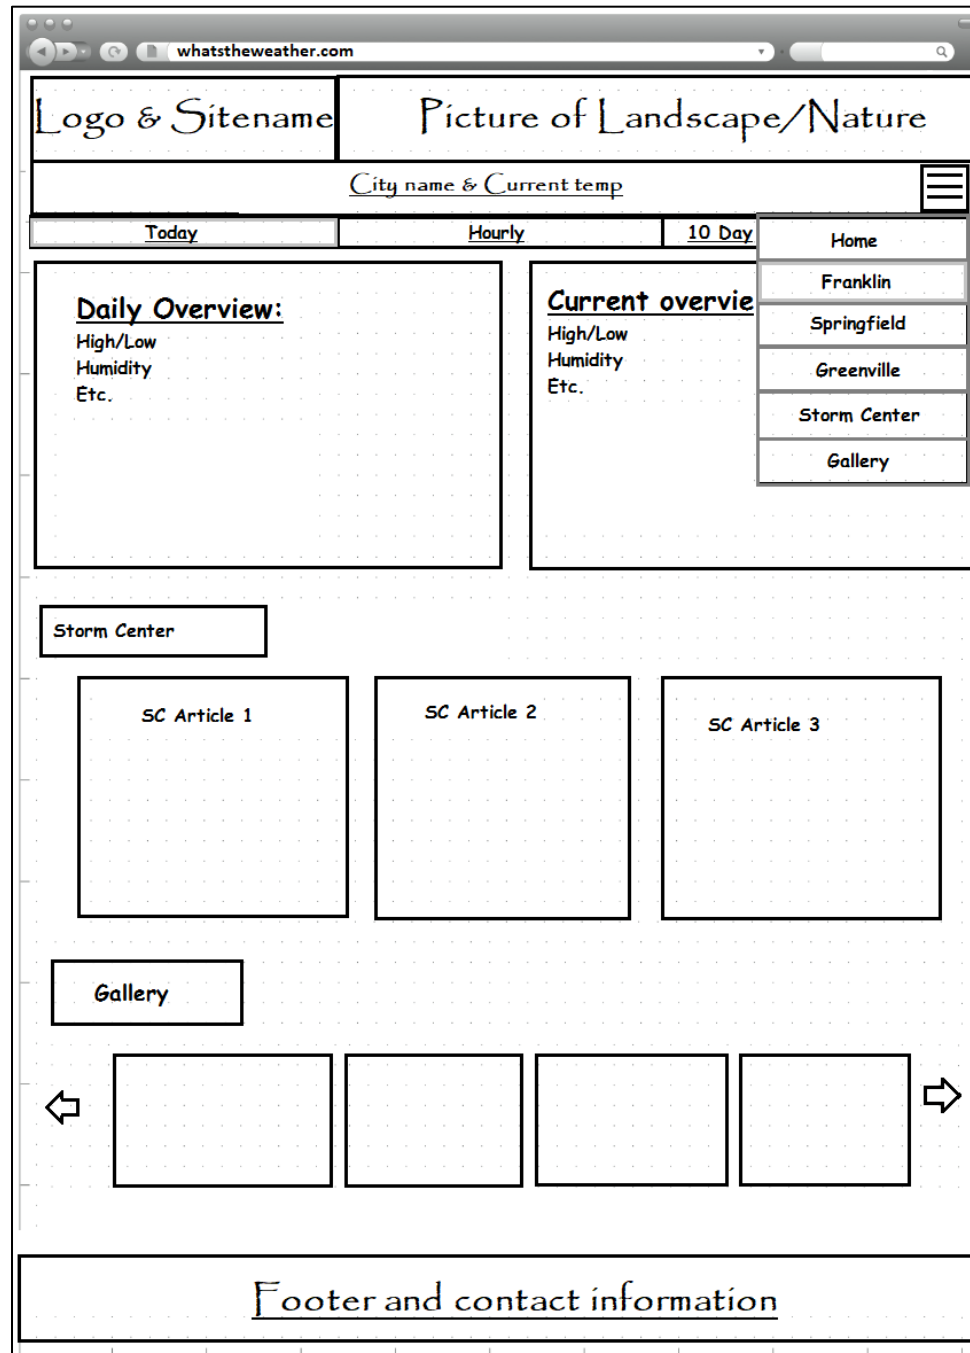 whatstheweather.com
Logo & Sitename
Picture of Landscape/Nature
City name & Current temp
Today
Hourly
10 Day
Home
Franklin
Springfield
Greenville
Storm Center
Gallery
Daily Overview:
High/Low
Humidity
Etc.
Current overvie
High/Low
Humidity
Etc.
Storm Center
SC Article 1
SC Article 2
SC Article 3
Gallery
Footer and contact information